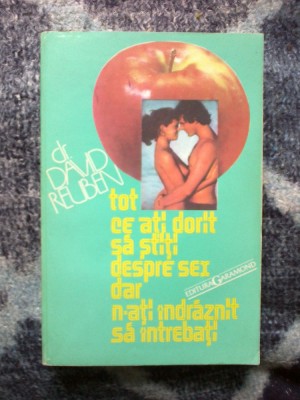 dr.
DAVID
REUBEN
tot
ce ați dorit
să știți
despre sex
dar
n-ați îndrăznit
să întrebați
EDITURA GARAMOND